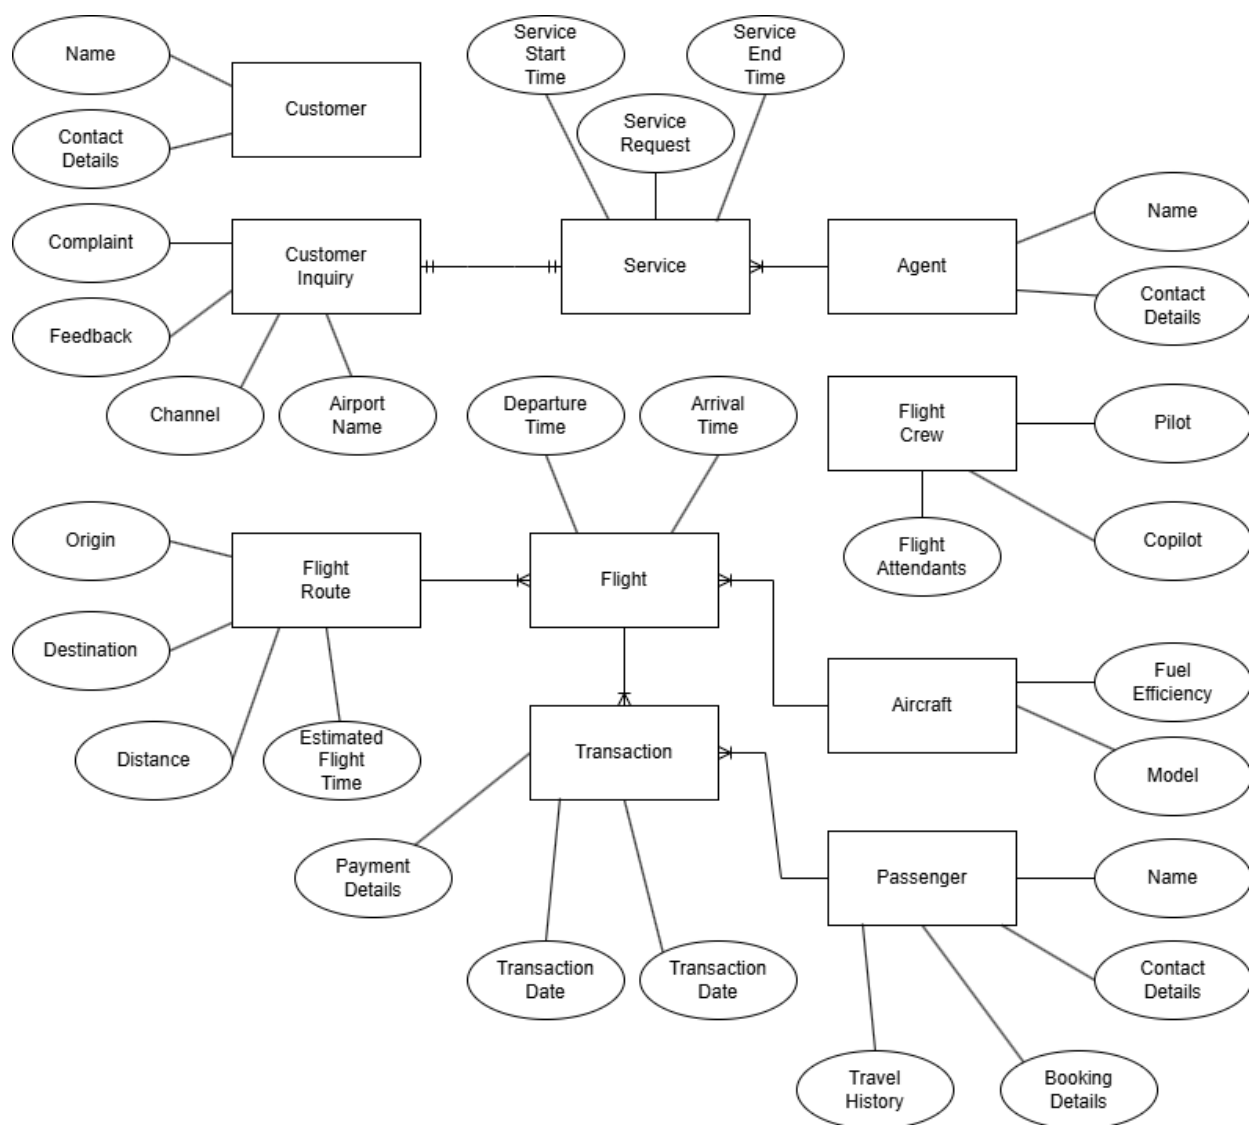 Name
Contact
Details
Customer
Service
Start
Time
Service
End
Time
Service
Request
Complaint
Feedback
Customer
Inquiry
Channel
Airport
Name
Service
Agent
Name
Contact
Details
Departure
Time
Arrival
Time
Flight
Crew
Pilot
Copilot
Flight
Attendants
Origin
Destination
Flight
Route
Distance
Estimated
Flight
Time
Flight
Aircraft
Fuel
Efficiency
Model
Transaction
Payment
Details
Transaction
Date
Transaction
Date
Passenger
Name
Contact
Details
Travel
History
Booking
Details